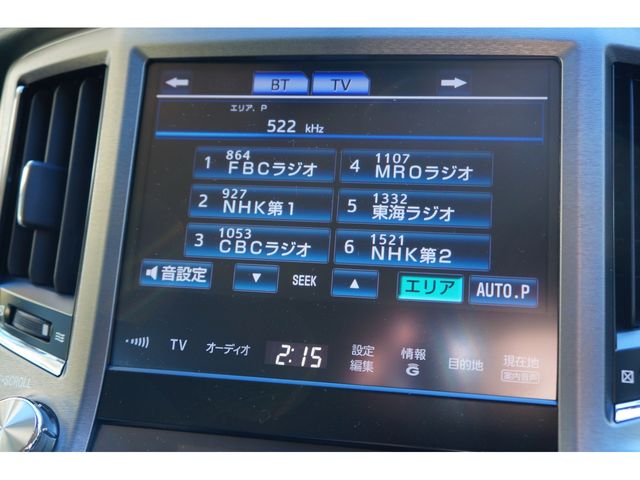 BT TV
エリア. P
522 kHz
1 864 FBCラジオ
4 1107 MROラジオ
2 927 NHK第1
5 1332 東海ラジオ
3 1053 CBCラジオ
6 1521 NHK第2
音設定 ▼ SEEK ▲ エリア AUTO.P
TV オーディオ 2:15 設定編集 情報 G 目的地 現在地 案内音声
SCROLL